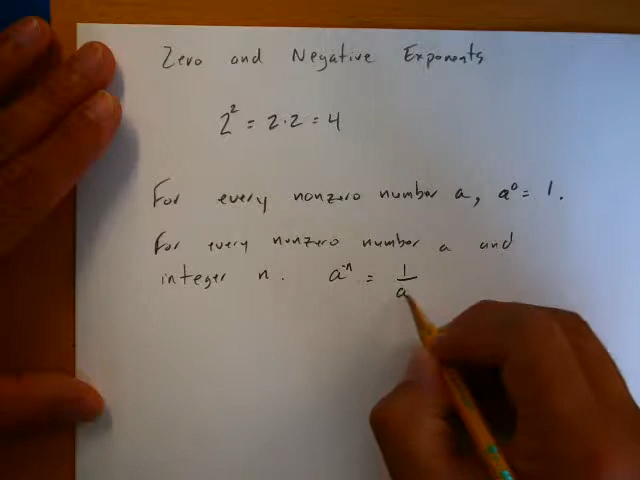 Zero and Negative Exponents
2² = 2·2 = 4
For every nonzero number a, a⁰ = 1.
For every nonzero number a and
integer n. a⁻ⁿ = 1/a